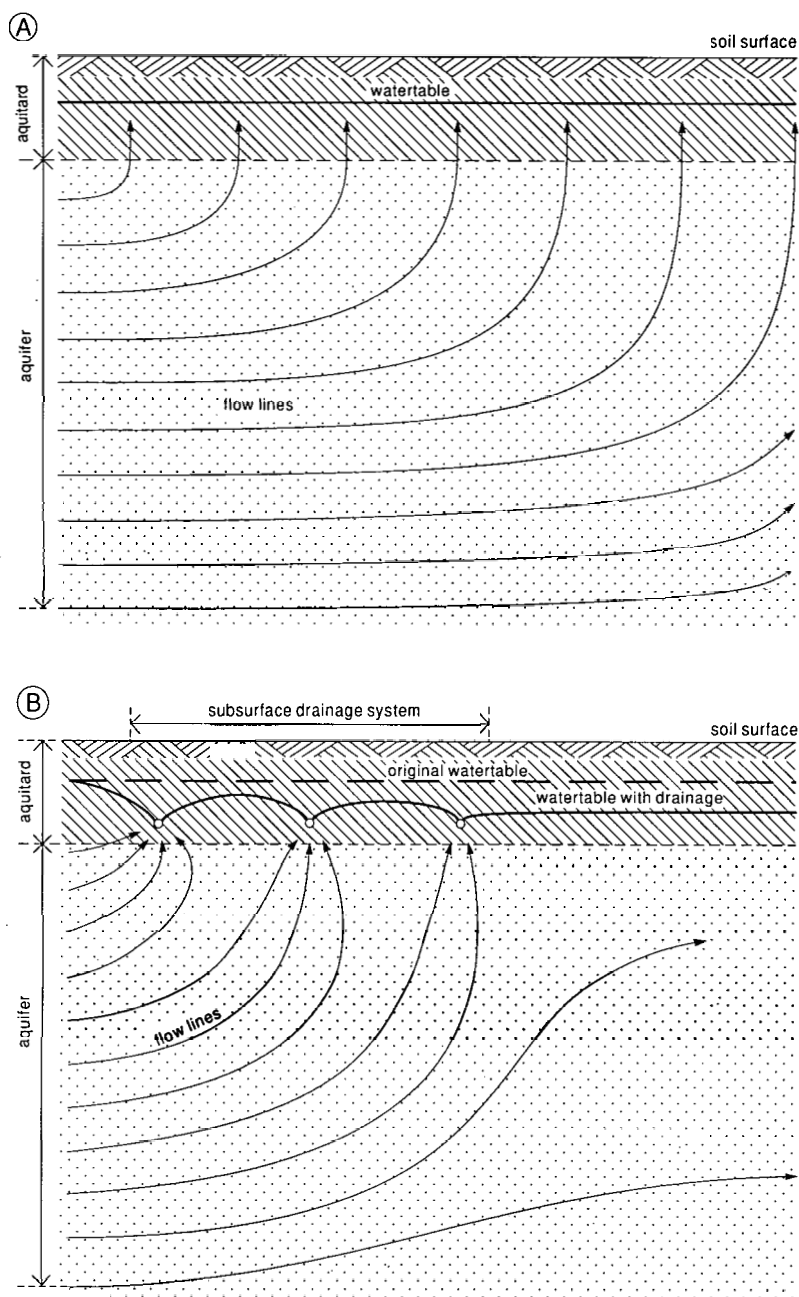 A
soil surface
aquitard
watertable
aquifer
flow lines
B
subsurface drainage system
soil surface
aquitard
original watertable
watertable with drainage
aquifer
flow lines